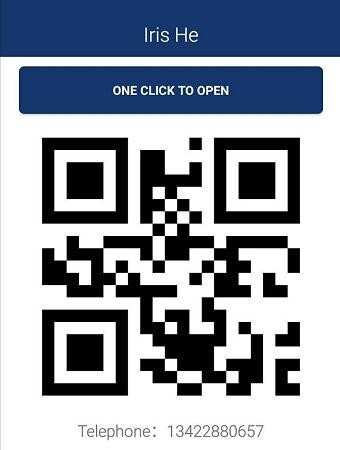 Iris He
ONE CLICK TO OPEN
Telephone：13422880657